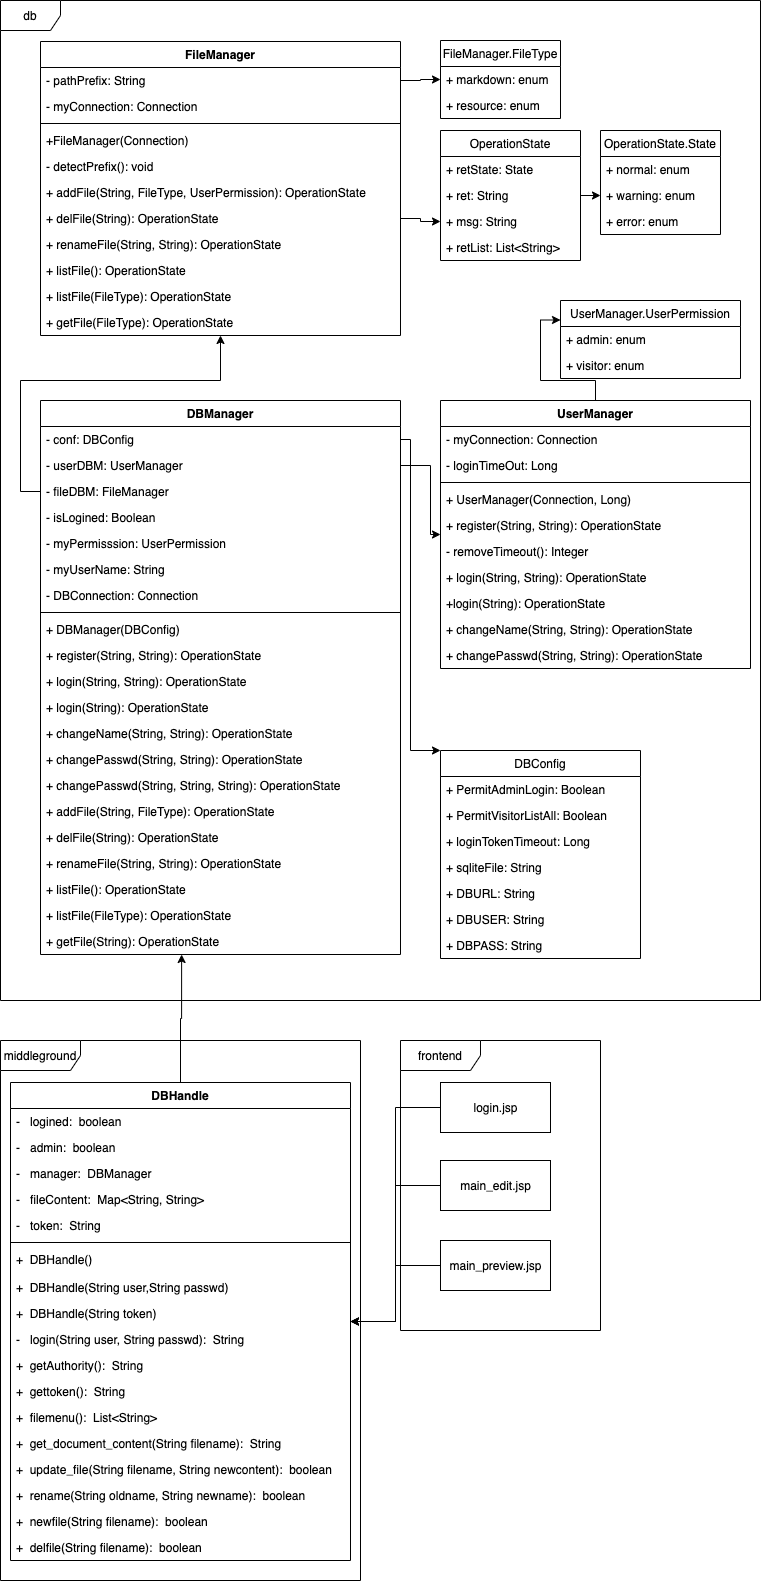 db
FileManager
- pathPrefix: String
- myConnection: Connection
+FileManager(Connection)
- detectPrefix(): void
+ addFile(String, FileType, UserPermission): OperationState
+ delFile(String): OperationState
+ renameFile(String, String): OperationState
+ listFile(): OperationState
+ listFile(FileType): OperationState
+ getFile(FileType): OperationState
FileManager.FileType
+ markdown: enum
+ resource: enum
OperationState
+ retState: State
+ ret: String
+ msg: String
+ retList: List<String>
OperationState.State
+ normal: enum
+ warning: enum
+ error: enum
UserManager.UserPermission
+ admin: enum
+ visitor: enum
DBManager
- conf: DBConfig
- userDBM: UserManager
- fileDBM: FileManager
- isLogined: Boolean
- myPermisssion: UserPermission
- myUserName: String
- DBConnection: Connection
+ DBManager(DBConfig)
+ register(String, String): OperationState
+ login(String, String): OperationState
+ login(String): OperationState
+ changeName(String, String): OperationState
+ changePasswd(String, String): OperationState
+ changePasswd(String, String, String): OperationState
+ addFile(String, FileType): OperationState
+ delFile(String): OperationState
+ renameFile(String, String): OperationState
+ listFile(): OperationState
+ listFile(FileType): OperationState
+ getFile(String): OperationState
UserManager
- myConnection: Connection
- loginTimeOut: Long
+ UserManager(Connection, Long)
+ register(String, String): OperationState
- removeTimeout(): Integer
+ login(String, String): OperationState
+login(String): OperationState
+ changeName(String, String): OperationState
+ changePasswd(String, String): OperationState
DBConfig
+ PermitAdminLogin: Boolean
+ PermitVisitorListAll: Boolean
+ loginTokenTimeout: Long
+ sqliteFile: String
+ DBURL: String
+ DBUSER: String
+ DBPASS: String
middleground
DBHandle
- logined: boolean
- admin: boolean
- manager: DBManager
- fileContent: Map<String, String>
- token: String
+ DBHandle()
+ DBHandle(String user,String passwd)
+ DBHandle(String token)
- login(String user, String passwd): String
+ getAuthority(): String
+ gettoken(): String
+ filemenu(): List<String>
+ get_document_content(String filename): String
+ update_file(String filename, String newcontent): boolean
+ rename(String oldname, String newname): boolean
+ newfile(String filename): boolean
+ delfile(String filename): boolean
frontend
login.jsp
main_edit.jsp
main_preview.jsp